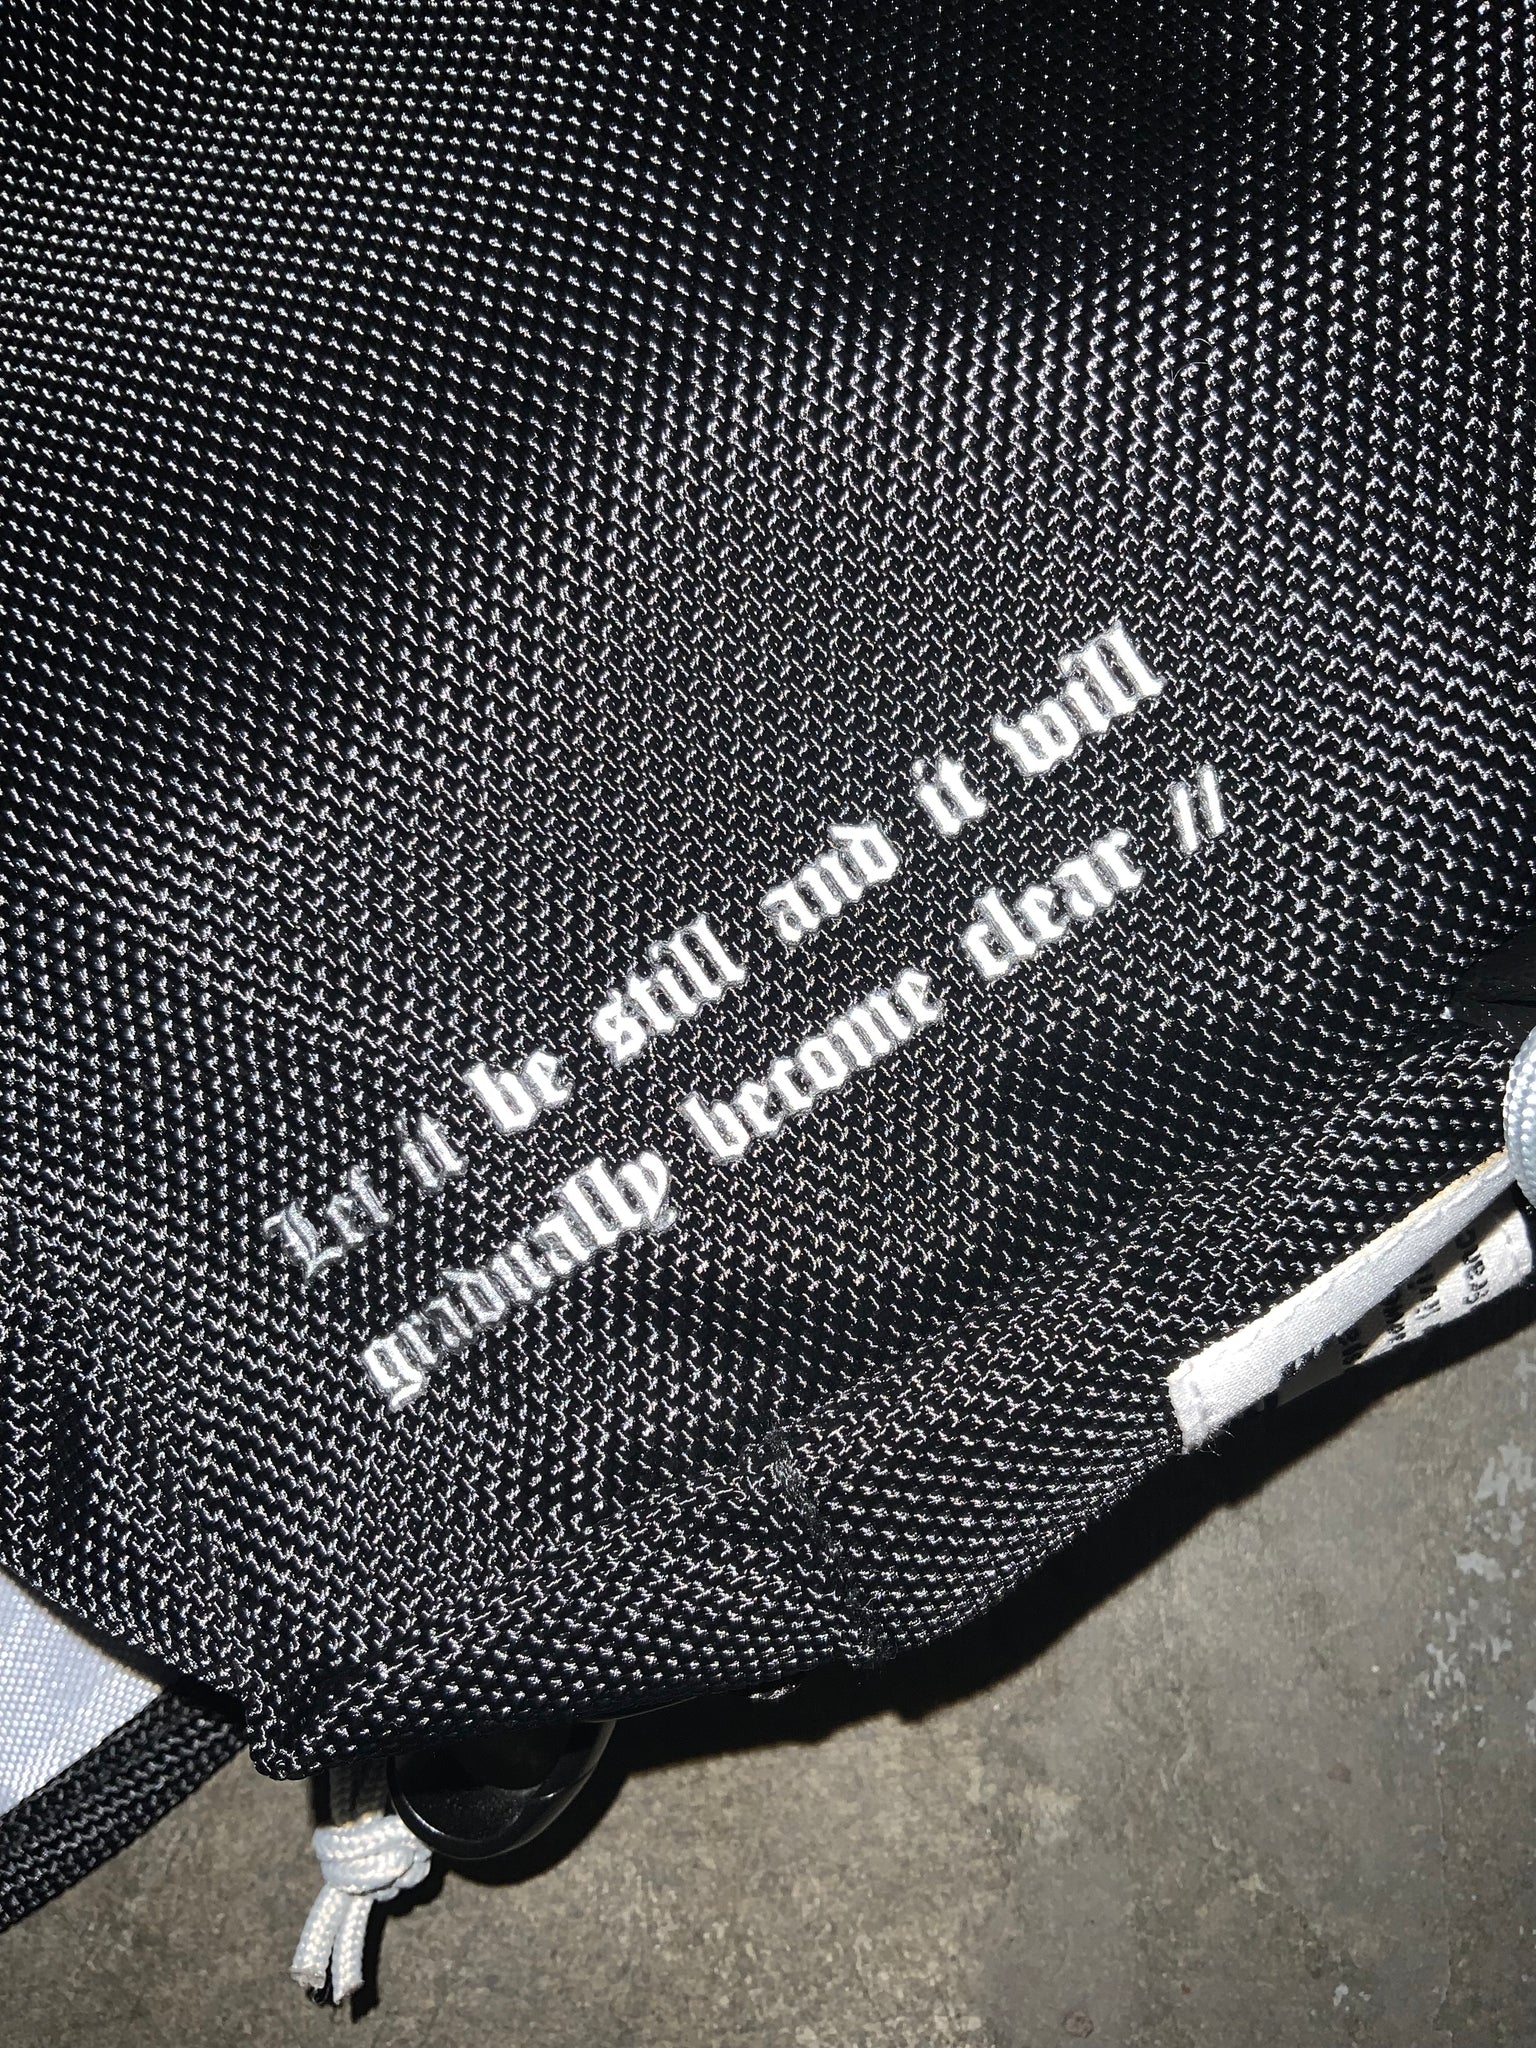 Let it be still and it will
gradually become clear //